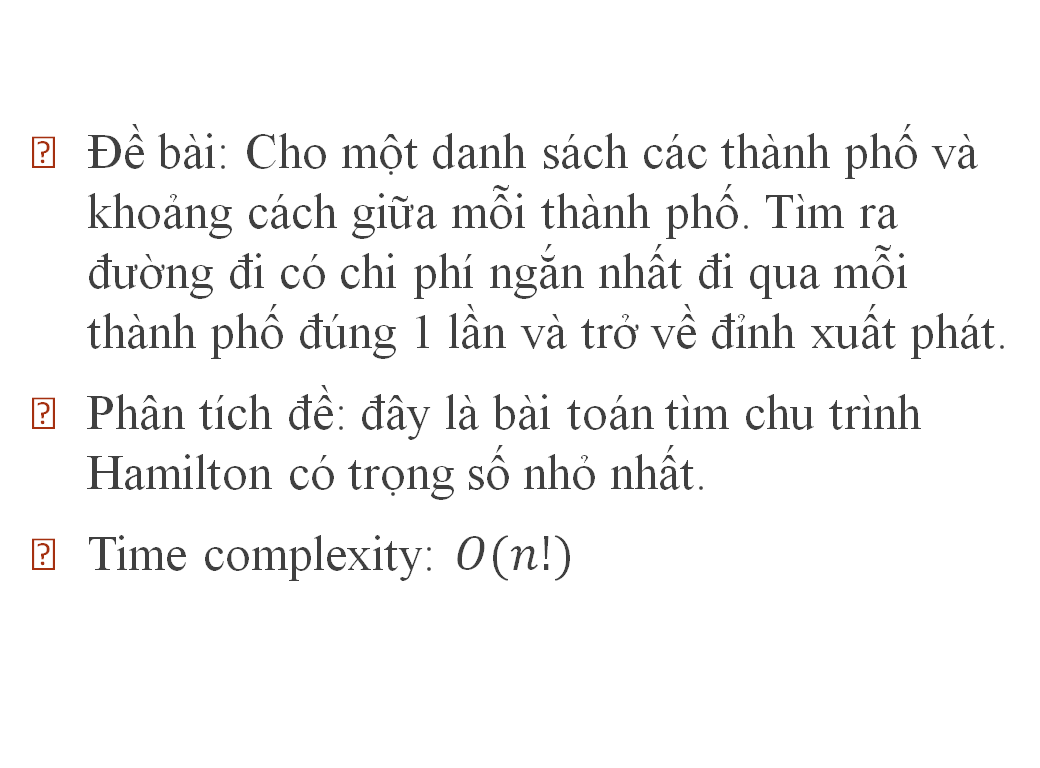 Đề bài: Cho một danh sách các thành phố và
khoảng cách giữa mỗi thành phố. Tìm ra
đường đi có chi phí ngắn nhất đi qua mỗi
thành phố đúng 1 lần và trở về đỉnh xuất phát.
Phân tích đề: đây là bài toán tìm chu trình
Hamilton có trọng số nhỏ nhất.
Time complexity: O(n!)